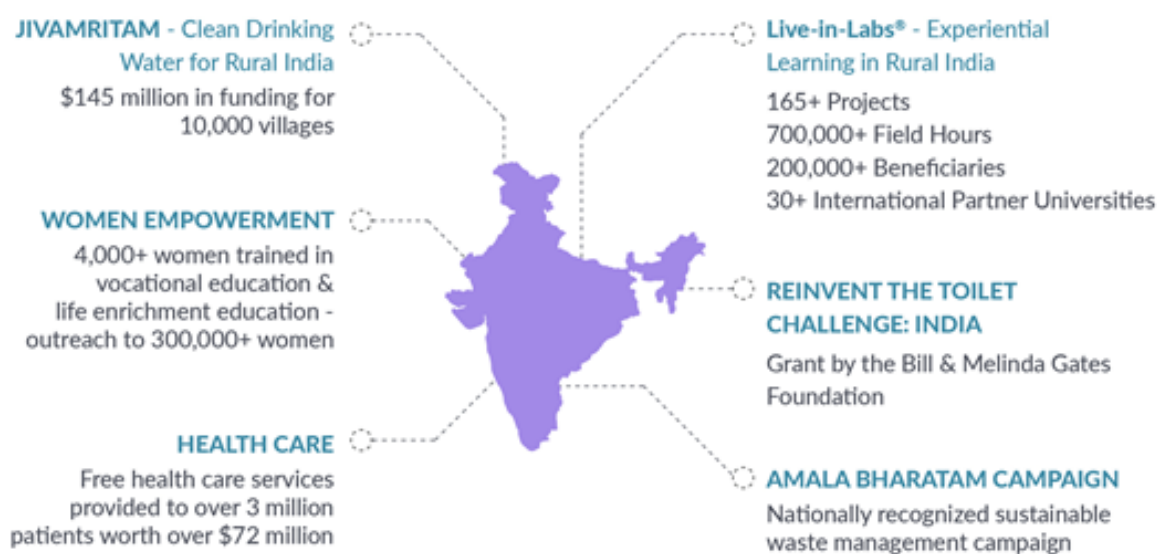 JIVAMRITAM - Clean Drinking
Water for Rural India
$145 million in funding for
10,000 villages
WOMEN EMPOWERMENT
4,000+ women trained in
vocational education &
life enrichment education -
outreach to 300,000+ women
HEALTH CARE
Free health care services
provided to over 3 million
patients worth over $72 million
Live-in-Labs® - Experiential
Learning in Rural India
165+ Projects
700,000+ Field Hours
200,000+ Beneficiaries
30+ International Partner Universities
REINVENT THE TOILET
CHALLENGE: INDIA
Grant by the Bill & Melinda Gates
Foundation
AMALA BHARATAM CAMPAIGN
Nationally recognized sustainable
waste management campaign